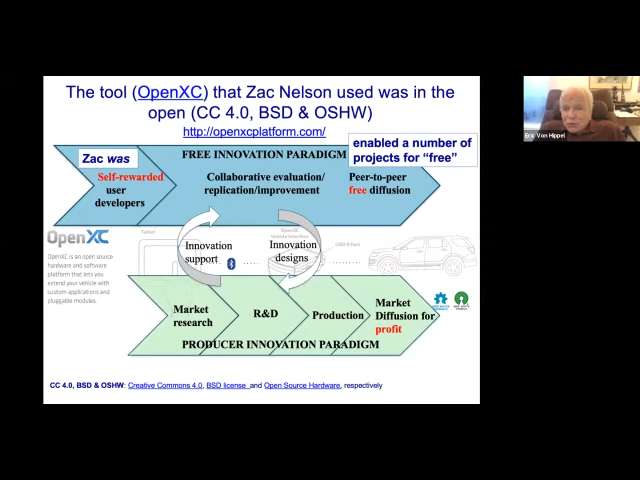 The tool (OpenXC) that Zac Nelson used was in the
open (CC 4.0, BSD & OSHW)
http://openxcplatform.com/
enabled a number of
projects for “free”
Zac was
FREE INNOVATION PARADIGM
Self-rewarded
user
developers
Collaborative evaluation/
replication/improvement
Peer-to-peer
free diffusion
OpenXC
OpenXC is an open source
hardware and software
platform that lets you
extend your vehicle with
custom applications and
pluggable modules.
Innovation
support
Innovation
designs
Market
research
R&D
Production
Market
Diffusion for
profit
PRODUCER INNOVATION PARADIGM
CC 4.0, BSD & OSHW: Creative Commons 4.0, BSD license and Open Source Hardware, respectively
Eric Von Hippel